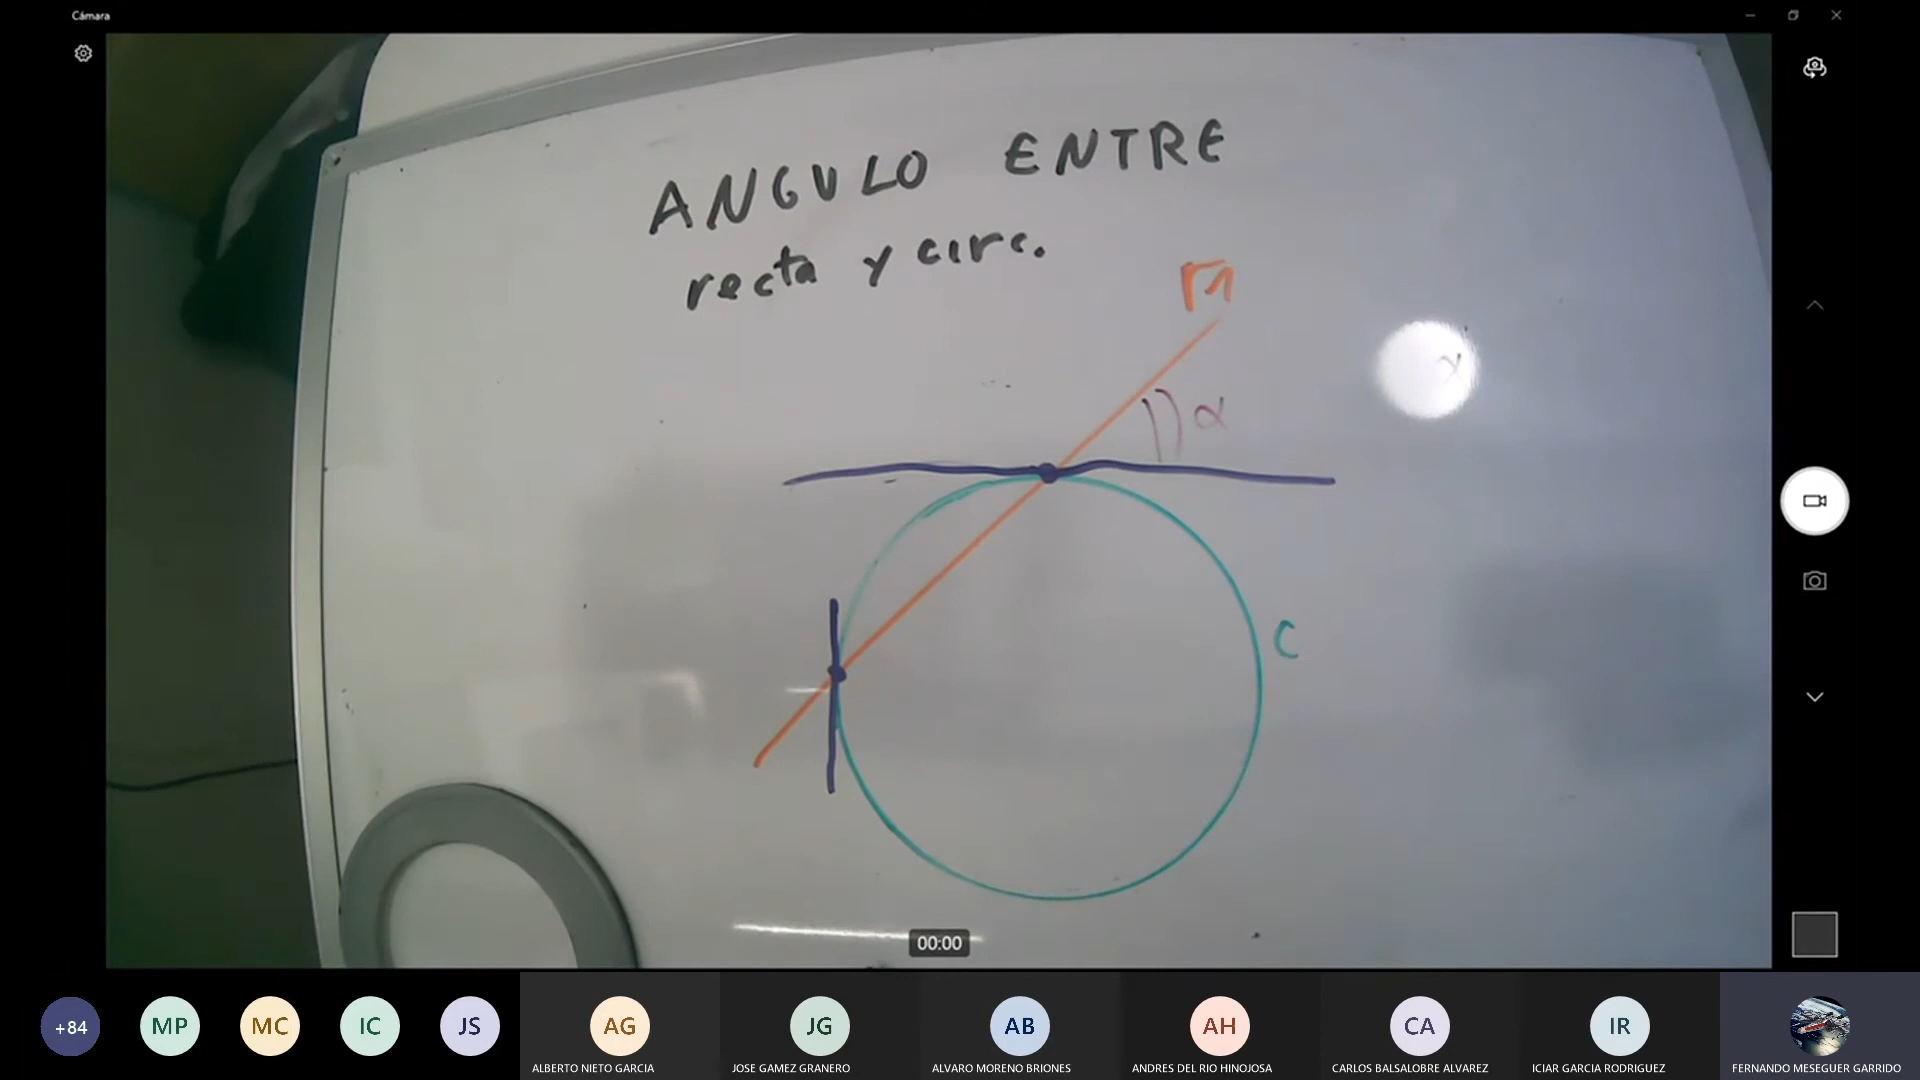 Cámara
ANGULO ENTRE
recta y circ.
α
C
00:00
+84
MP
MC
IC
JS
AG
JG
AB
AH
CA
IR
ALBERTO NIETO GARCIA
JOSE GAMEZ GRANERO
ALVARO MORENO BRIONES
ANDRES DEL RIO HINOJOSA
CARLOS BALSALOBRE ALVAREZ
ICIAR GARCIA RODRIGUEZ
FERNANDO MESEGUER GARRIDO